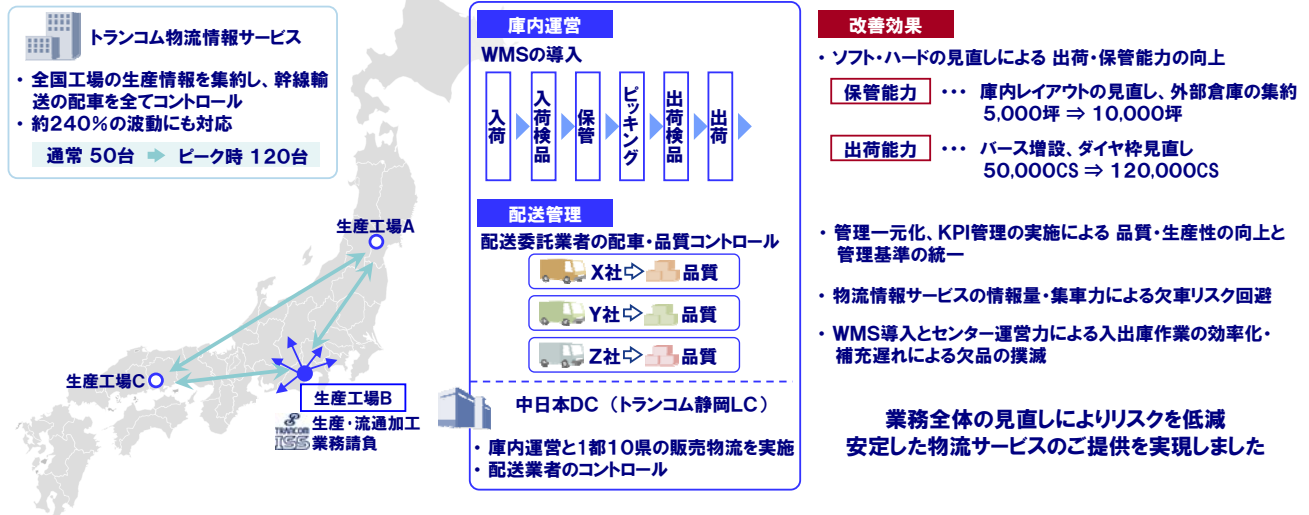 トランコム物流情報サービス
・ 全国工場の生産情報を集約し、幹線輸
送の配車を全てコントロール
・ 約240%の波動にも対応
通常 50台 ➡ ピーク時 120台
生産工場A
生産工場C
生産工場B
TRANCOM
ISS
生産・流通加工
業務請負
庫内運営
WMSの導入
入荷
入荷検品
保管
ピッキング
出荷検品
出荷
配送管理
配送委託業者の配車・品質コントロール
X社⇨ 品質
Y社⇨ 品質
Z社⇨ 品質
中日本DC (トランコム静岡LC)
・ 庫内運営と1都10県の販売物流を実施
・ 配送業者のコントロール
改善効果
・ ソフト・ハードの見直しによる 出荷・保管能力の向上
保管能力 ・・・ 庫内レイアウトの見直し、外部倉庫の集約
5,000坪 ⇒ 10,000坪
出荷能力 ・・・ バース増設、ダイヤ枠見直し
50,000CS ⇒ 120,000CS
・ 管理一元化、KPI管理の実施による 品質・生産性の向上と
管理基準の統一
・ 物流情報サービスの情報量・集車力による欠車リスク回避
・ WMS導入とセンター運営力による入出庫作業の効率化・
補充遅れによる欠品の撲滅
業務全体の見直しによりリスクを低減
安定した物流サービスのご提供を実現しました